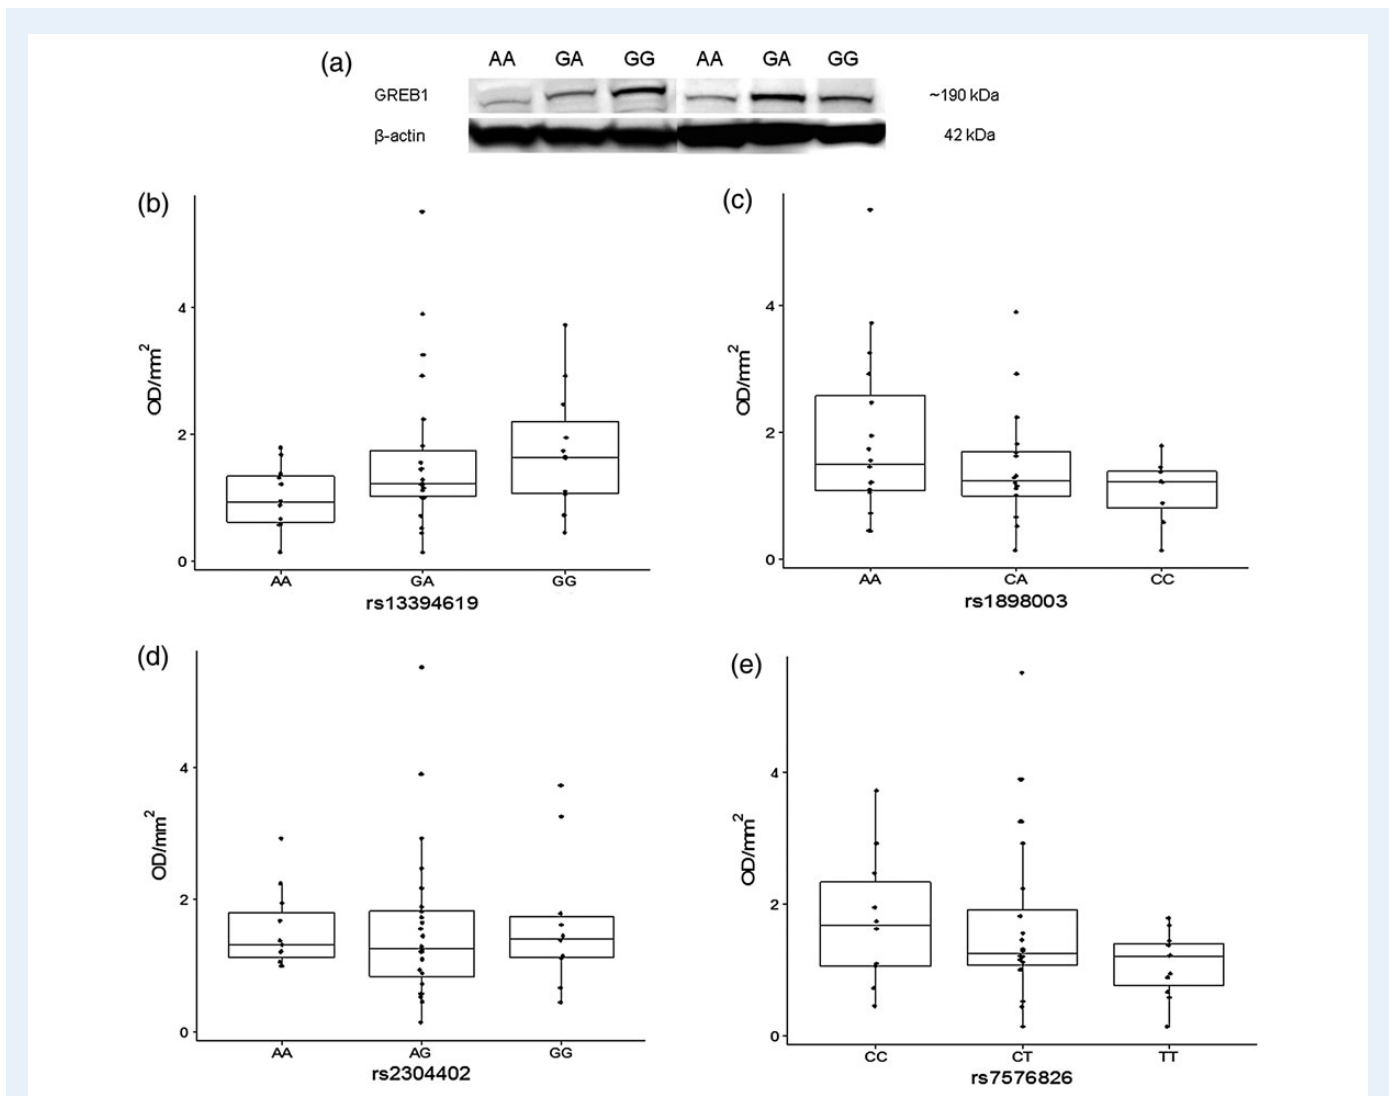 (a) AA GA GG AA GA GG
GREB1 ~190 kDa
β-actin 42 kDa
(b)
4
2
0
OD/mm2
AA GA GG
rs13394619
(c)
4
2
0
OD/mm2
AA CA CC
rs1898003
(d)
4
2
0
OD/mm2
AA AG GG
rs2304402
(e)
4
2
0
OD/mm2
CC CT TT
rs7576826